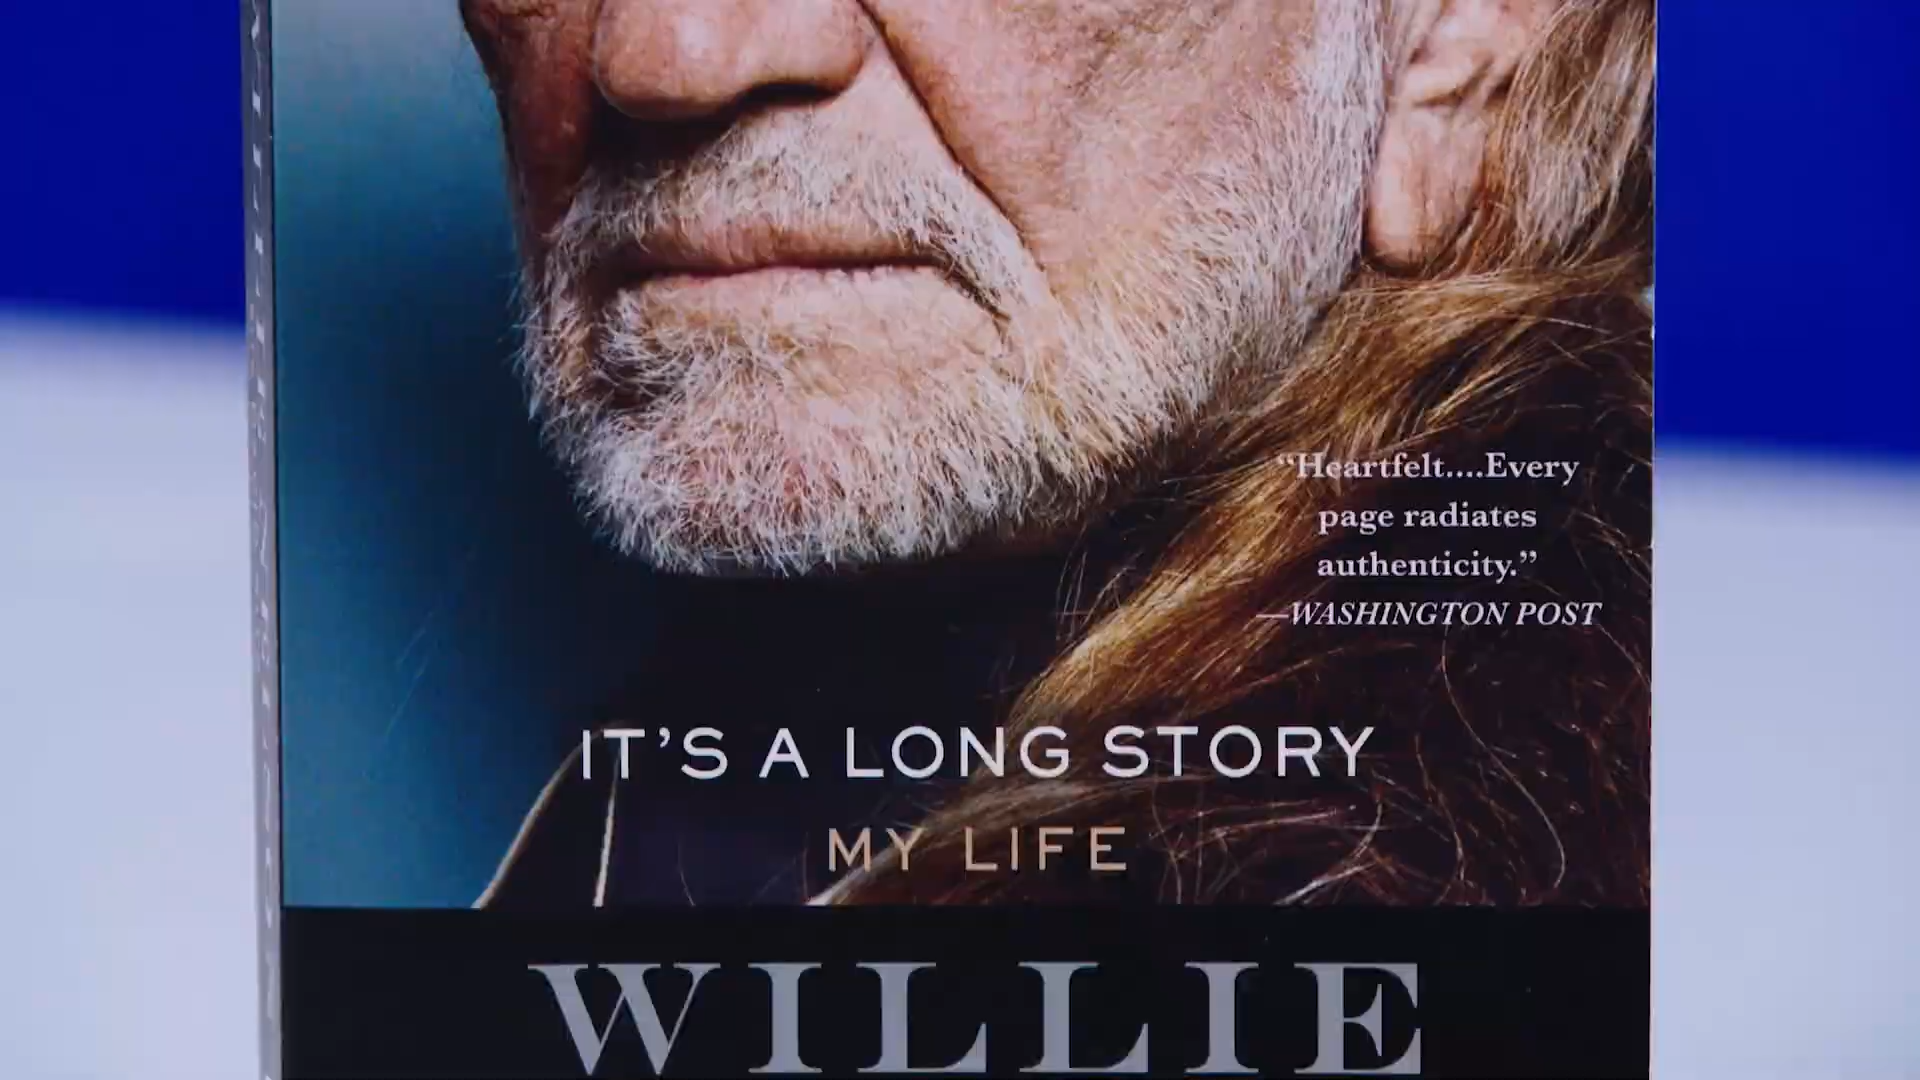 “Heartfelt....Every
page radiates
authenticity.”
—WASHINGTON POST
IT’S A LONG STORY
MY LIFE
WILLIE